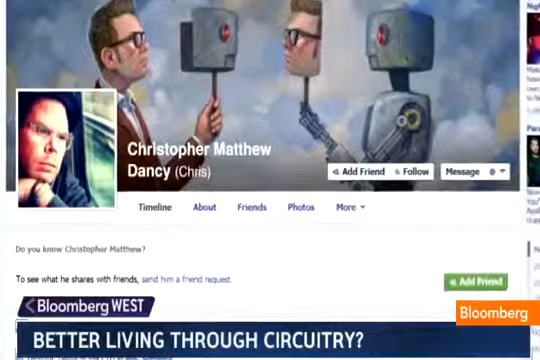 Christopher Matthew
Dancy (Chris)
Add Friend
Follow
Message
Timeline
About
Friends
Photos
More
Do you know Christopher Matthew?
To see what he shares with friends, send him a friend request.
Add Friend
Bloomberg WEST
Bloomberg
BETTER LIVING THROUGH CIRCUITRY?